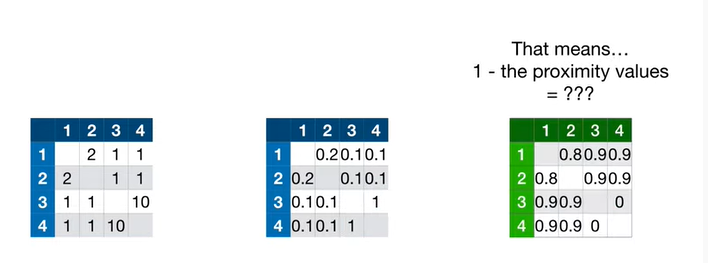 That means...
1 - the proximity values
= ???
1 2 3 4
1 2 1 1
2 2 1 1
3 1 1 10
4 1 1 10
1 2 3 4
1 0.2 0.1 0.1
2 0.2 0.1 0.1
3 0.1 0.1 1
4 0.1 0.1 1
1 2 3 4
1 0.8 0.9 0.9
2 0.8 0.9 0.9
3 0.9 0.9 0
4 0.9 0.9 0